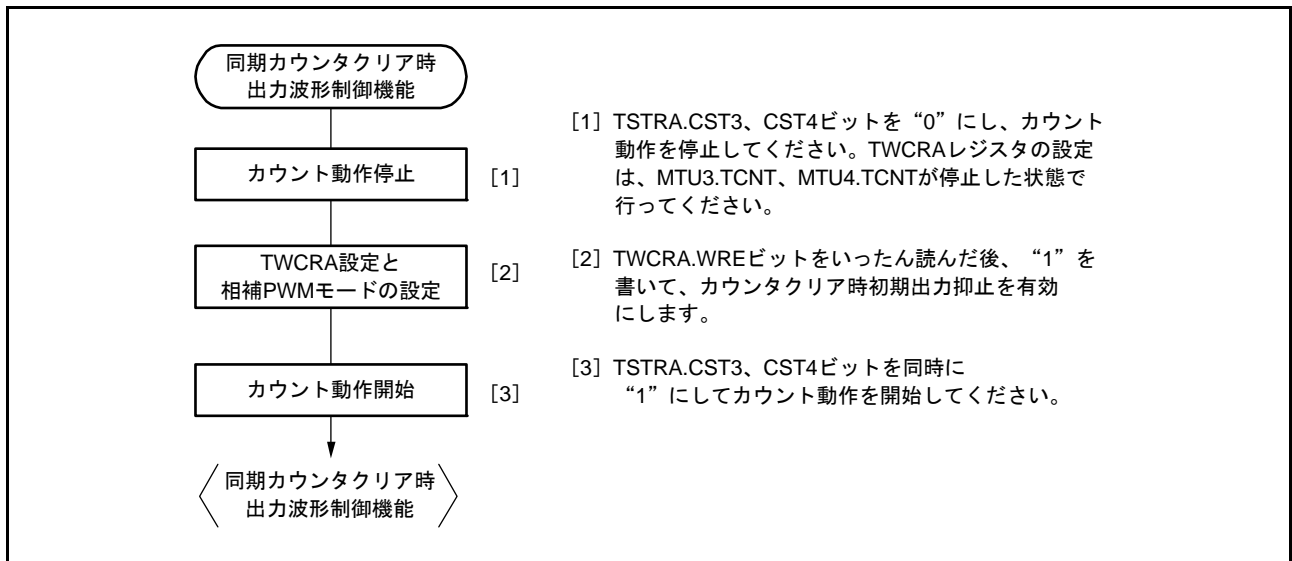 同期カウンタクリア時
出力波形制御機能
カウント動作停止
[1]
[1] TSTRA.CST3、CST4ビットを“0”にし、カウント
動作を停止してください。TWCRAレジスタの設定
は、MTU3.TCNT、MTU4.TCNTが停止した状態で
行ってください。
TWCRA設定と
相補PWMモードの設定
[2]
[2] TWCRA.WREビットをいったん読んだ後、“1”を
書いて、カウンタクリア時初期出力抑止を有効
にします。
カウント動作開始
[3]
[3] TSTRA.CST3、CST4ビットを同時に
“1”にしてカウント動作を開始してください。
同期カウンタクリア時
出力波形制御機能